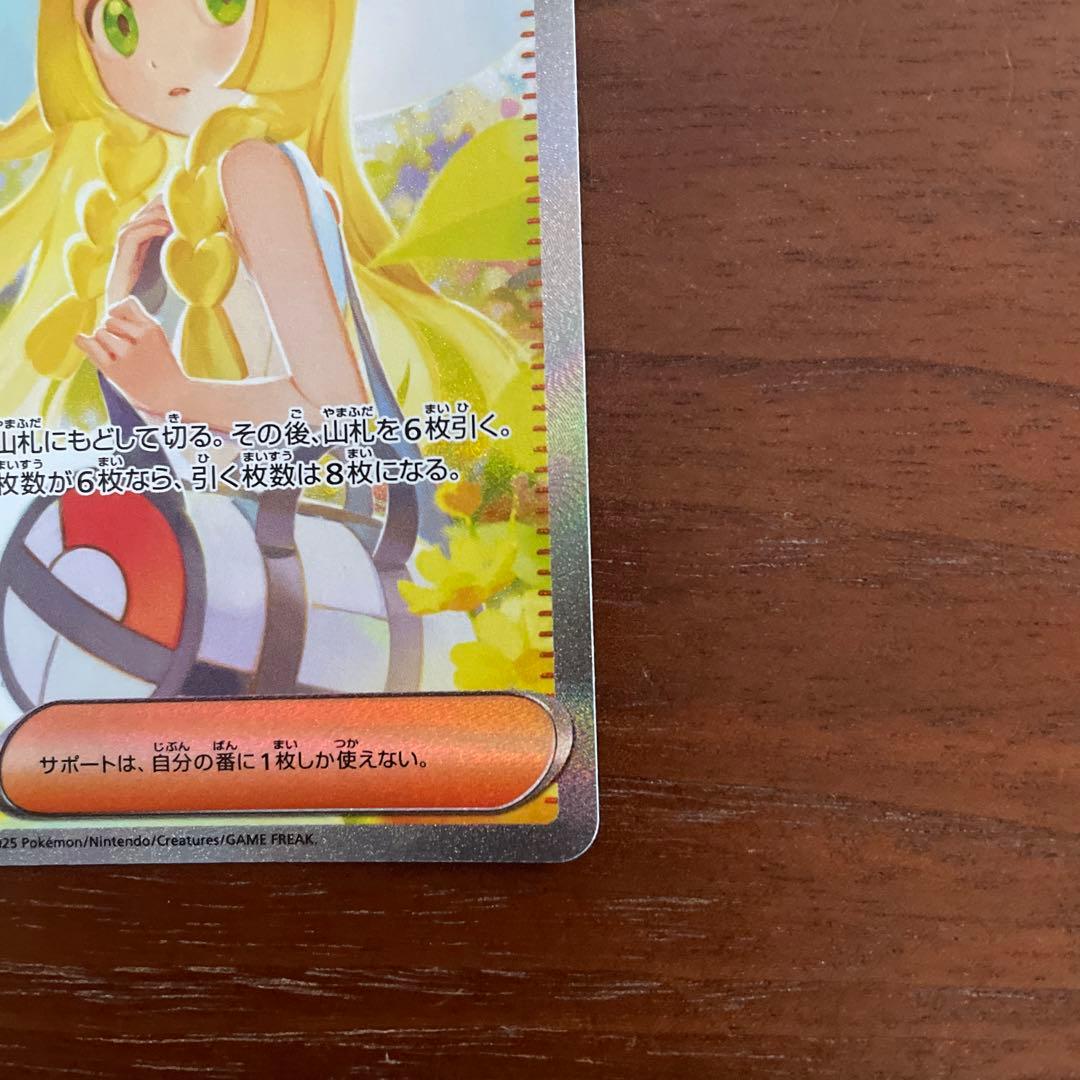 山札にもどして切る。その後、山札を6枚引く。
枚数が6枚なら、引く枚数は8枚になる。
サポートは、自分の番に1枚しか使えない。
025 Pokémon/Nintendo/Creatures/GAME FREAK.